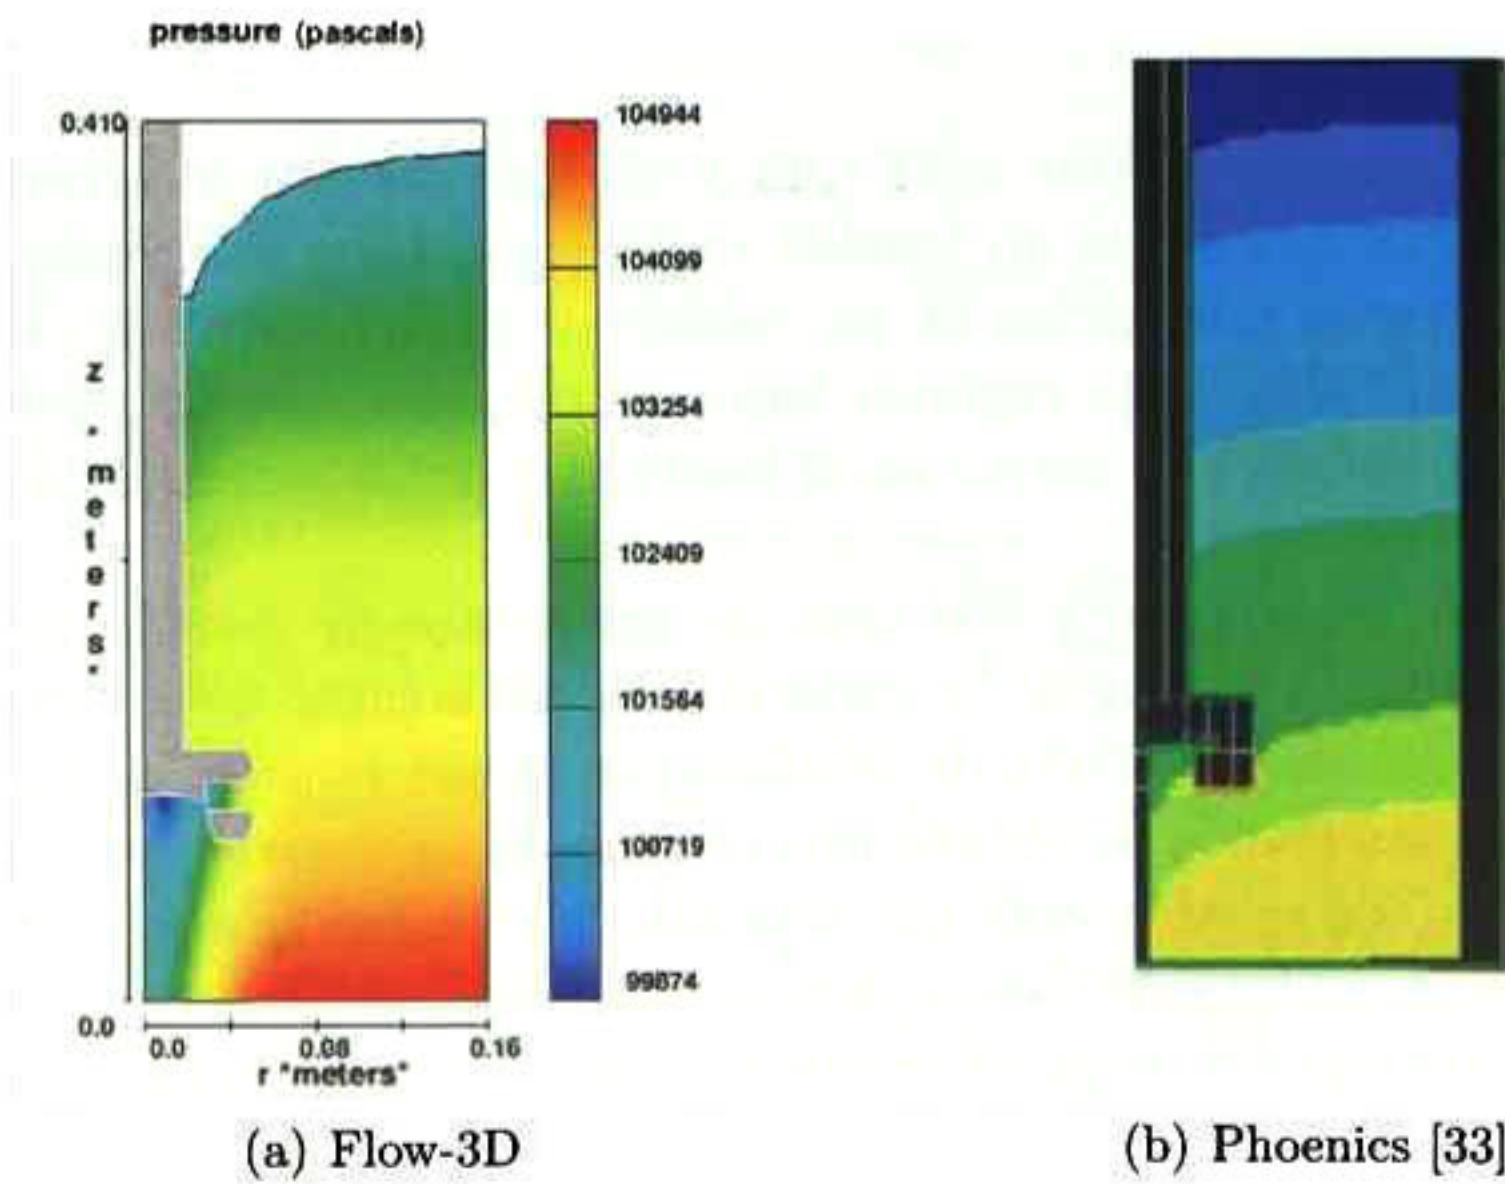 pressure (pascals)
0.410
z "meters"
0.0
0.0 0.08 0.16
r "meters"
104944
104099
103254
102409
101564
100719
99874
(a) Flow-3D
(b) Phoenics [33]